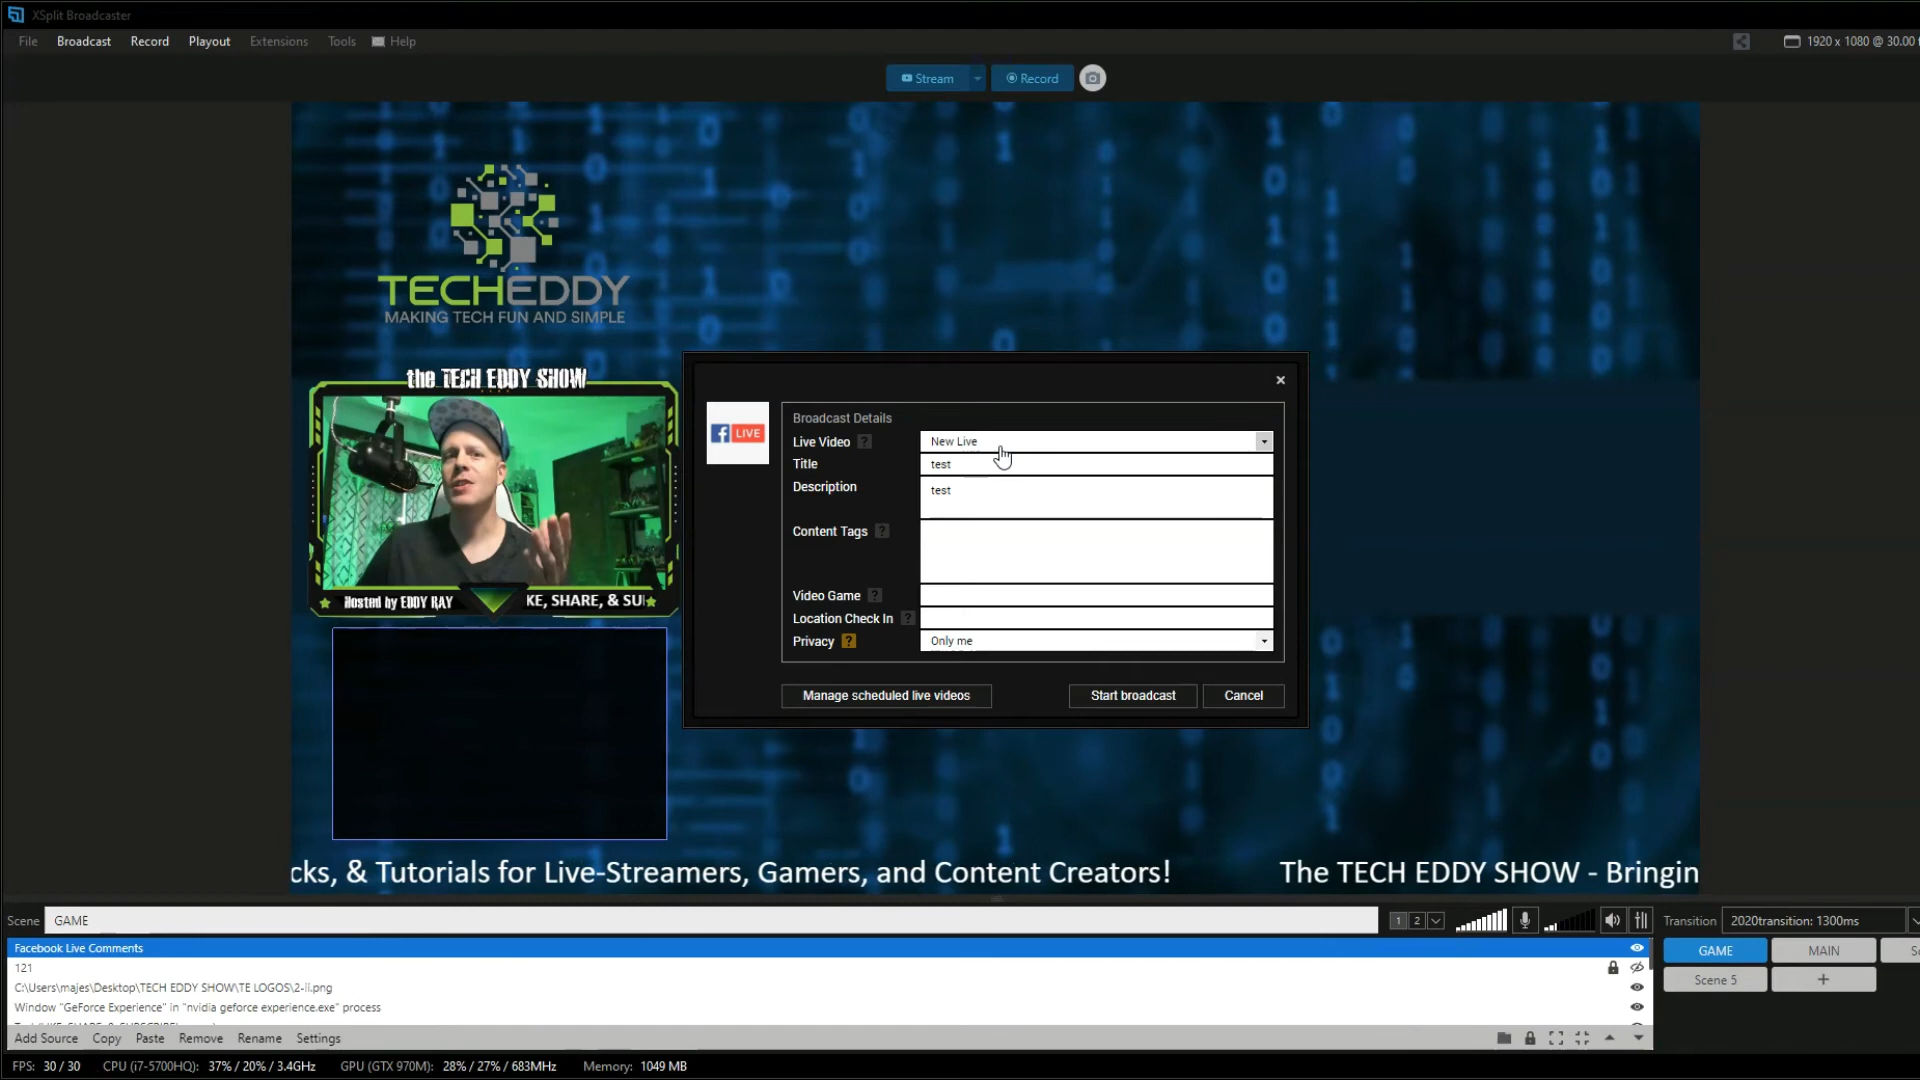 XSplit Broadcaster
File Broadcast Record Playout Extensions Tools Help
1920 x 1080 @ 30.00 f
Stream Record
TECHEDDY
MAKING TECH FUN AND SIMPLE
the TECH EDDY SHOW
Hosted by EDDY RAY
KE, SHARE, & SU
f LIVE
Broadcast Details
Live Video ? New Live
Title test
Description test
Content Tags ?
Video Game ?
Location Check In ?
Privacy ? Only me
Manage scheduled live videos Start broadcast Cancel
cks, & Tutorials for Live-Streamers, Gamers, and Content Creators! The TECH EDDY SHOW - Bringin
Scene GAME 1 2 Transition 2020transition: 1300ms
Facebook Live Comments
121
C:\Users\majes\Desktop\TECH EDDY SHOW\TE LOGOS\2-ii.png
Window "GeForce Experience" in "nvidia geforce experience.exe" process
GAME MAIN Sc
Scene 5 +
Add Source Copy Paste Remove Rename Settings
FPS: 30 / 30 CPU (i7-5700HQ): 37% / 20% / 3.4GHz GPU (GTX 970M): 28% / 27% / 683MHz Memory: 1049 MB